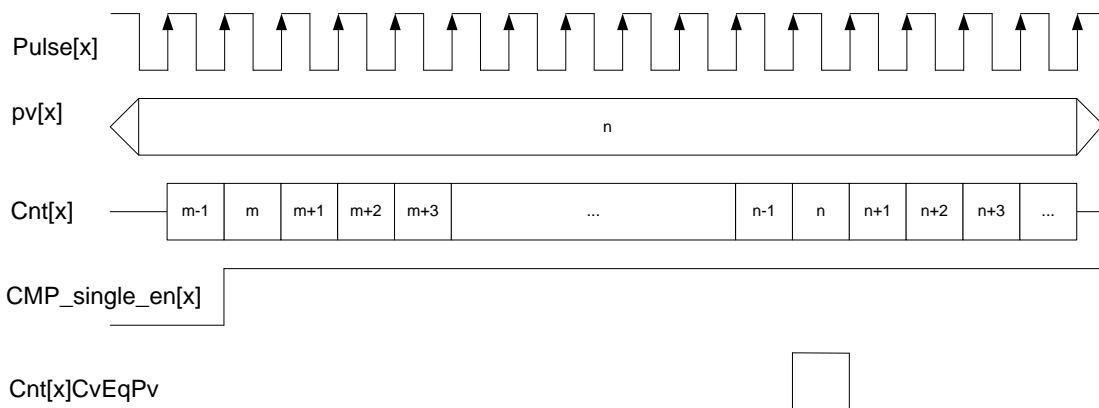 Pulse[x]
pv[x]
n
Cnt[x]
m-1 m m+1 m+2 m+3 ... n-1 n n+1 n+2 n+3 ...
CMP_single_en[x]
Cnt[x]CvEqPv